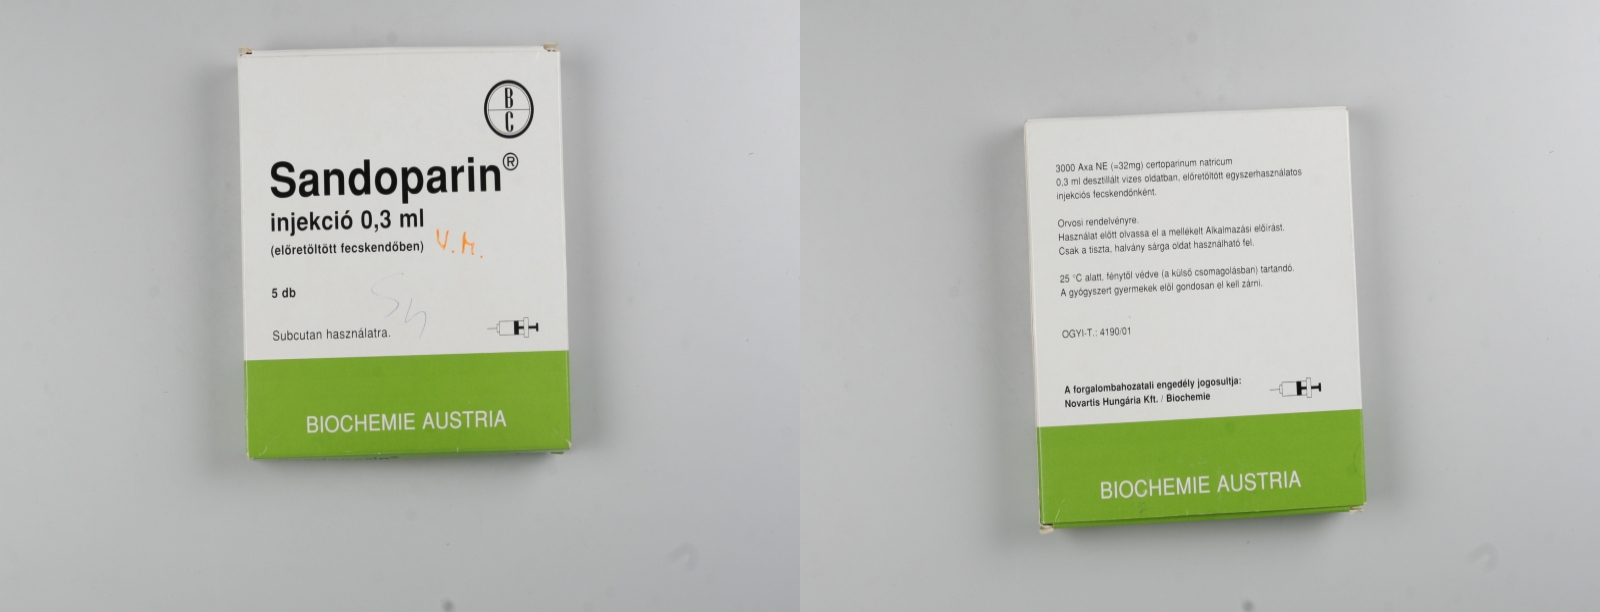 B
C
Sandoparin®
injekció 0,3 ml
(előretöltött fecskendőben)
V.M.
5 db
Subcutan használatra.
BIOCHEMIE AUSTRIA
3000 Axa NE (=32mg) certoparinum natricum
0,3 ml desztillált vizes oldatban, előretöltött egyszerhasználatos
injekciós fecskendőnként.
Orvosi rendelvényre.
Használat előtt olvassa el a mellékelt Alkalmazási előírást.
Csak a tiszta, halvány sárga oldat használható fel.
25 °C alatt, fénytől védve (a külső csomagolásban) tartandó.
A gyógyszert gyermekek elől gondosan el kell zárni.
OGYI-T.: 4190/01
A forgalombahozatali engedély jogosultja:
Novartis Hungária Kft. / Biochemie
BIOCHEMIE AUSTRIA